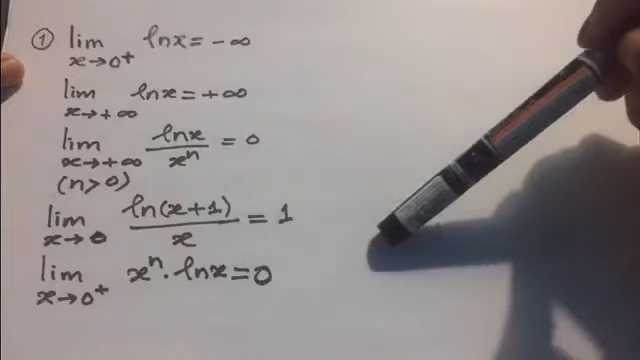 ① lim x→0⁺ ln x = -∞
lim x→+∞ ln x = +∞
lim x→+∞ ln x / xⁿ = 0
(n>0)
lim x→0 ln(x+1) / x = 1
lim x→0⁺ xⁿ · ln x = 0